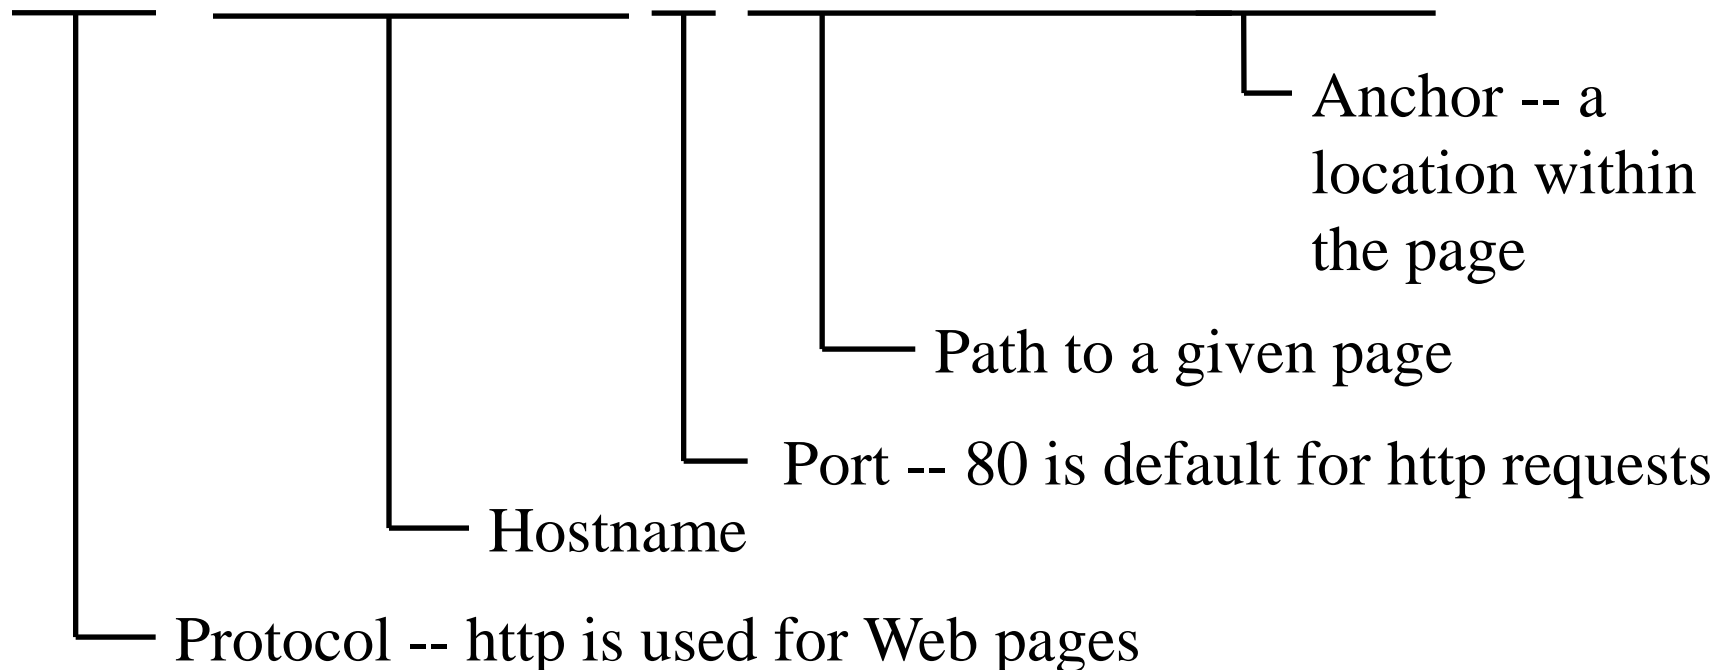 Anchor -- a
location within
the page
Path to a given page
Port -- 80 is default for http requests
Hostname
Protocol -- http is used for Web pages